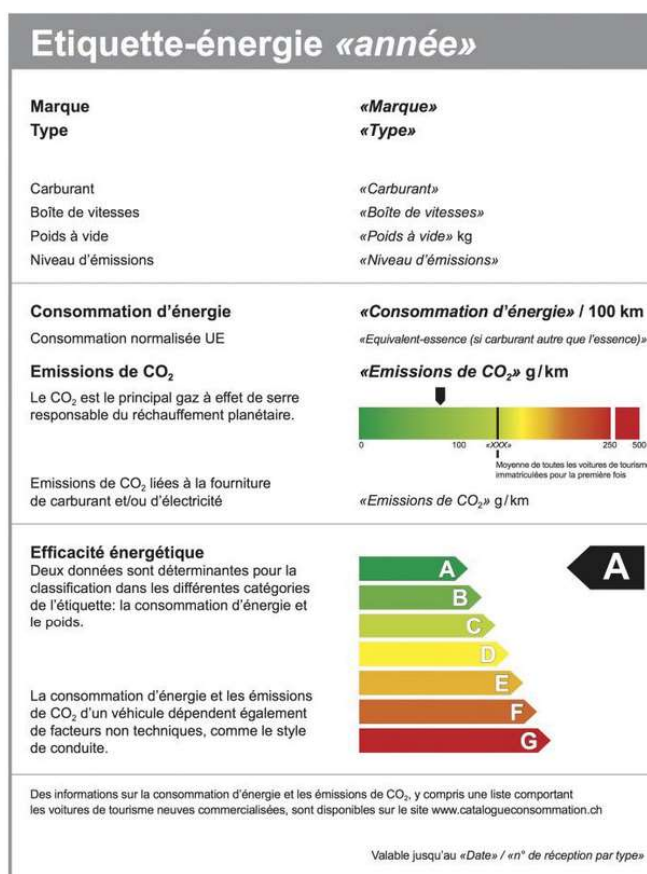 Etiquette-énergie «année»
Marque «Marque»
Type «Type»
Carburant «Carburant»
Boîte de vitesses «Boîte de vitesses»
Poids à vide «Poids à vide» kg
Niveau d'émissions «Niveau d'émissions»
Consommation d'énergie «Consommation d'énergie» / 100 km
Consommation normalisée UE «Equivalent-essence (si carburant autre que l'essence)»
Emissions de CO₂ «Emissions de CO₂» g/km
Le CO₂ est le principal gaz à effet de serre
responsable du réchauffement planétaire.
0 100 «XXX» 250 500
Moyenne de toutes les voitures de tourisme
immatriculées pour la première fois
Emissions de CO₂ liées à la fourniture
de carburant et/ou d'électricité «Emissions de CO₂» g/km
Efficacité énergétique
Deux données sont déterminantes pour la
classification dans les différentes catégories
de l'étiquette: la consommation d'énergie et
le poids.
La consommation d'énergie et les émissions
de CO₂ d'un véhicule dépendent également
de facteurs non techniques, comme le style
de conduite.
A A
B
C
D
E
F
G
Des informations sur la consommation d'énergie et les émissions de CO₂, y compris une liste comportant
les voitures de tourisme neuves commercialisées, sont disponibles sur le site www.catalogueconsommation.ch
Valable jusqu'au «Date» / «n° de réception par type»